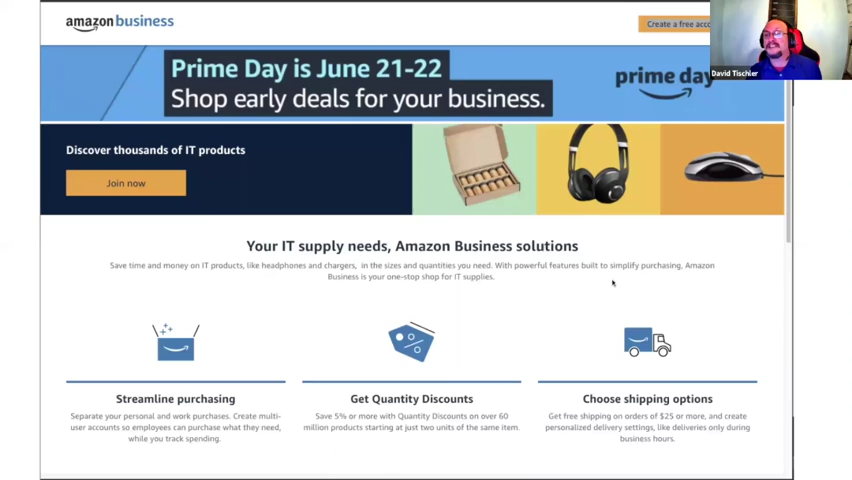 amazon business
Create a free acco
David Tischler
Prime Day is June 21-22
Shop early deals for your business.
prime day
Discover thousands of IT products
Join now
Your IT supply needs, Amazon Business solutions
Save time and money on IT products, like headphones and chargers, in the sizes and quantities you need. With powerful features built to simplify purchasing, Amazon
Business is your one-stop shop for IT supplies.
Streamline purchasing
Separate your personal and work purchases. Create multi-
user accounts so employees can purchase what they need,
while you track spending.
Get Quantity Discounts
Save 5% or more with Quantity Discounts on over 60
million products starting at just two units of the same item.
Choose shipping options
Get free shipping on orders of $25 or more, and create
personalized delivery settings, like deliveries only during
business hours.